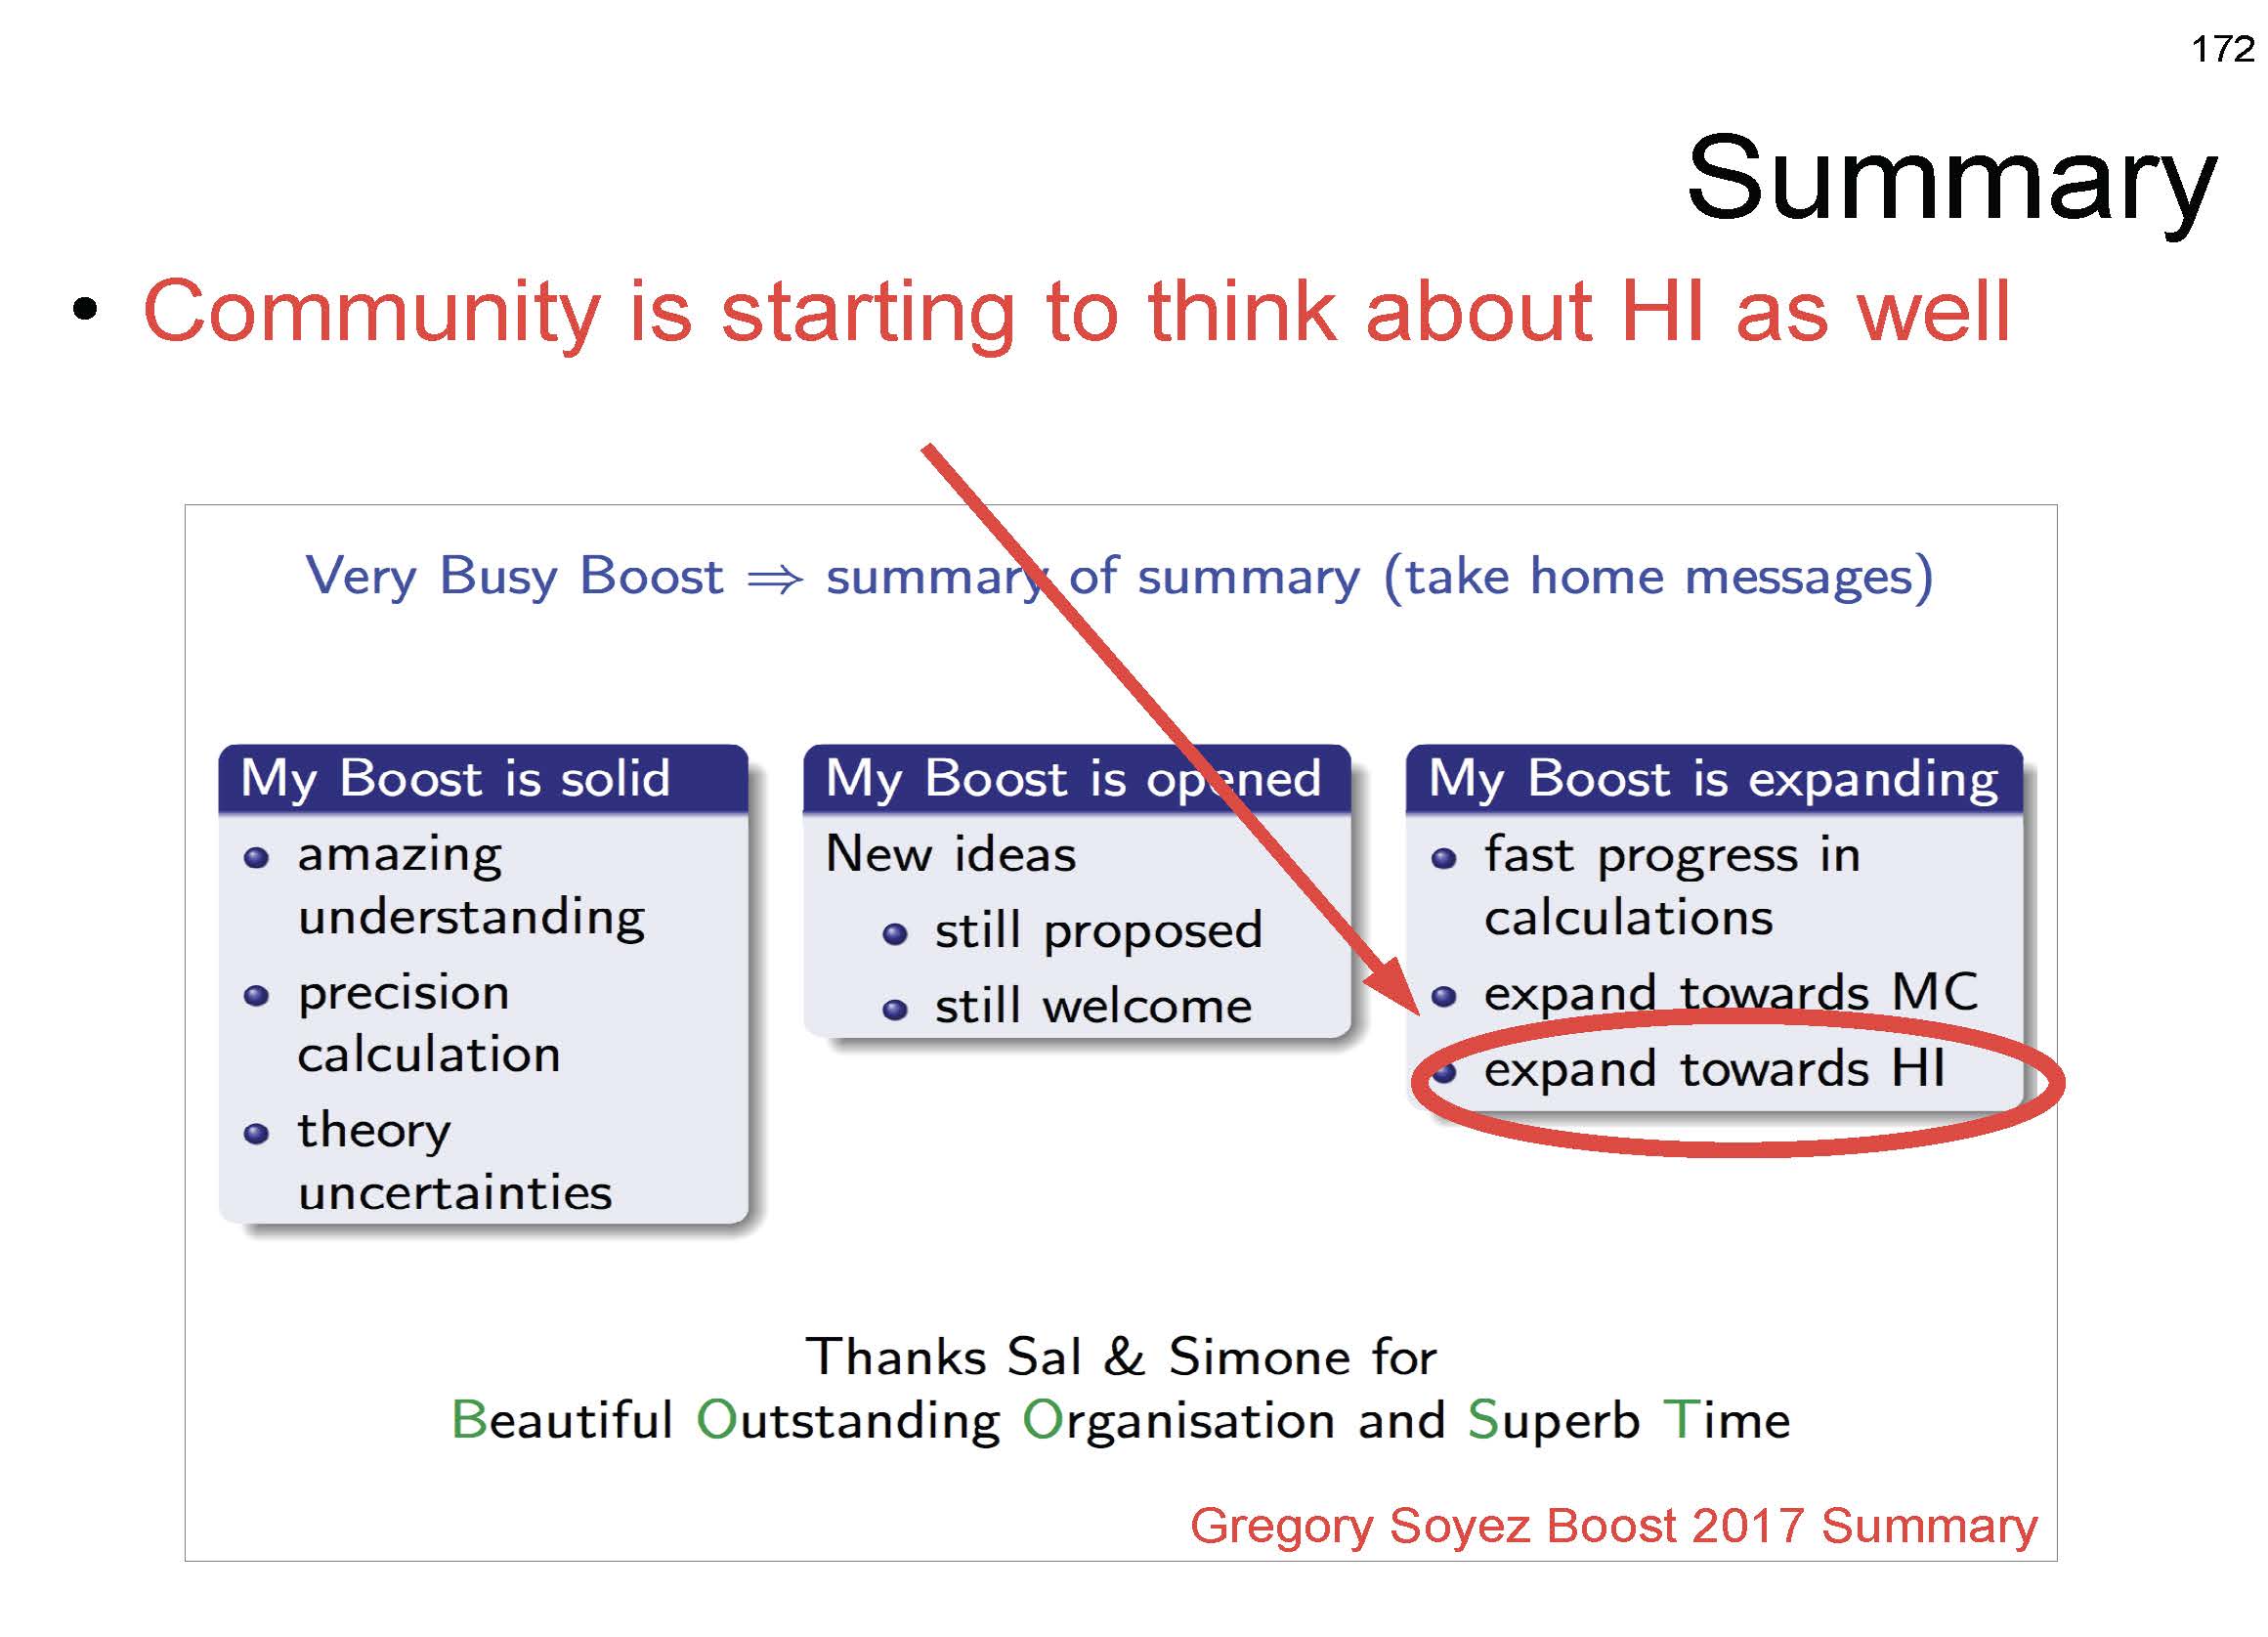 172
Summary
• Community is starting to think about HI as well
Very Busy Boost ⇒ summary of summary (take home messages)
My Boost is solid
• amazing
understanding
• precision
calculation
• theory
uncertainties
My Boost is opened
New ideas
• still proposed
• still welcome
My Boost is expanding
• fast progress in
calculations
• expand towards MC
• expand towards HI
Thanks Sal & Simone for
Beautiful Outstanding Organisation and Superb Time
Gregory Soyez Boost 2017 Summary